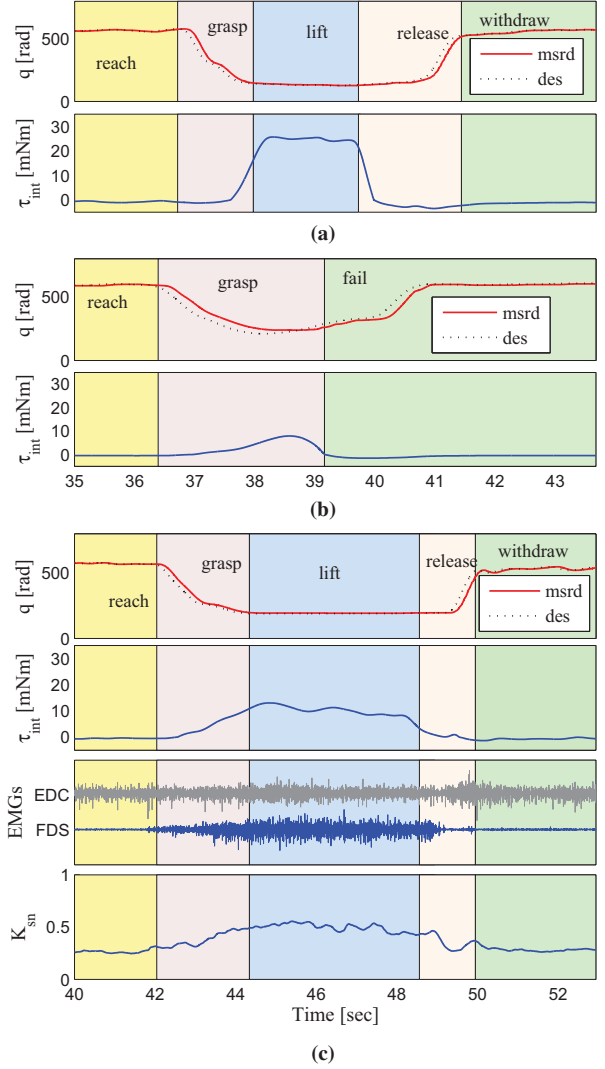 q [rad]
500
0
reach
grasp
lift
release
withdraw
msrd
des
τint [mNm]
30
20
10
0
(a)
q [rad]
500
0
reach
grasp
fail
msrd
des
τint [mNm]
30
20
10
0
35 36 37 38 39 40 41 42 43
(b)
q [rad]
500
0
reach
grasp
lift
release
withdraw
msrd
des
τint [mNm]
30
20
10
0
EMGs
EDC
FDS
Ksn
1
0.5
0
40 42 44 46 48 50 52
Time [sec]
(c)